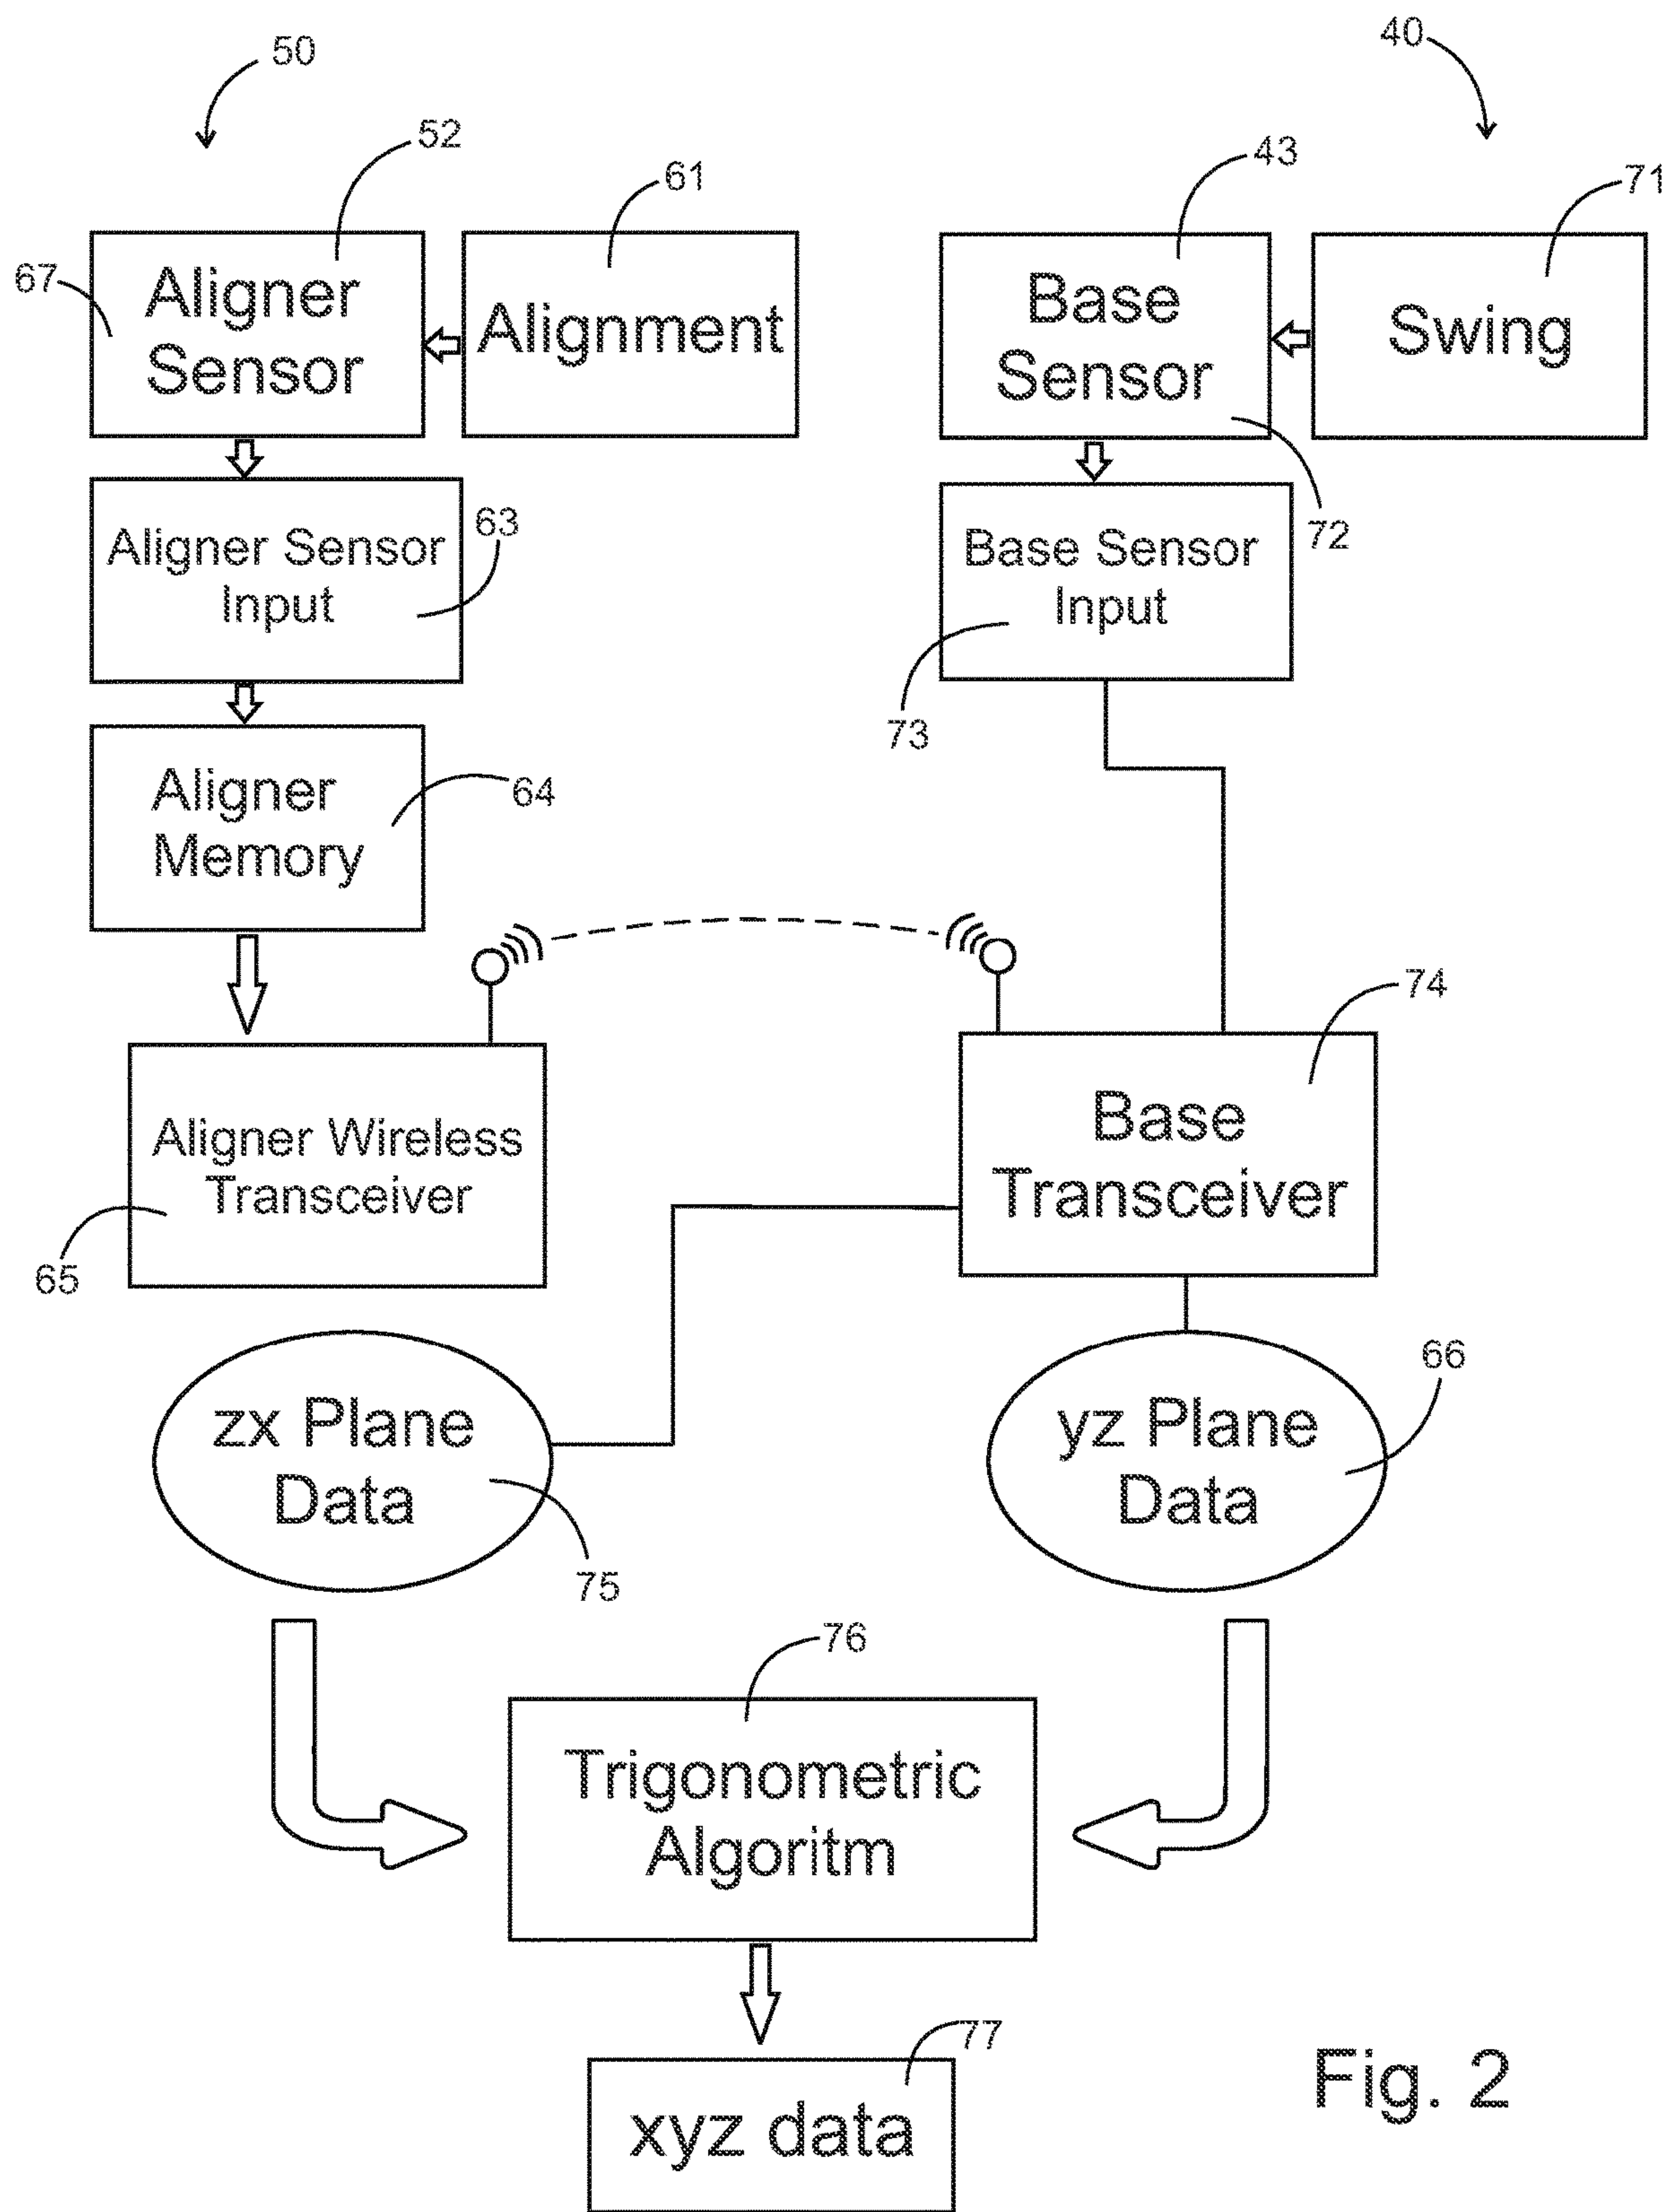 50
40
52
61
43
71
67
Aligner
Sensor
Alignment
Base
Sensor
Swing
72
Aligner Sensor
Input
63
Base Sensor
Input
73
Aligner
Memory
64
74
Aligner Wireless
Transceiver
65
Base
Transceiver
zx Plane
Data
75
yz Plane
Data
66
76
Trigonometric
Algoritm
77
xyz data
Fig. 2